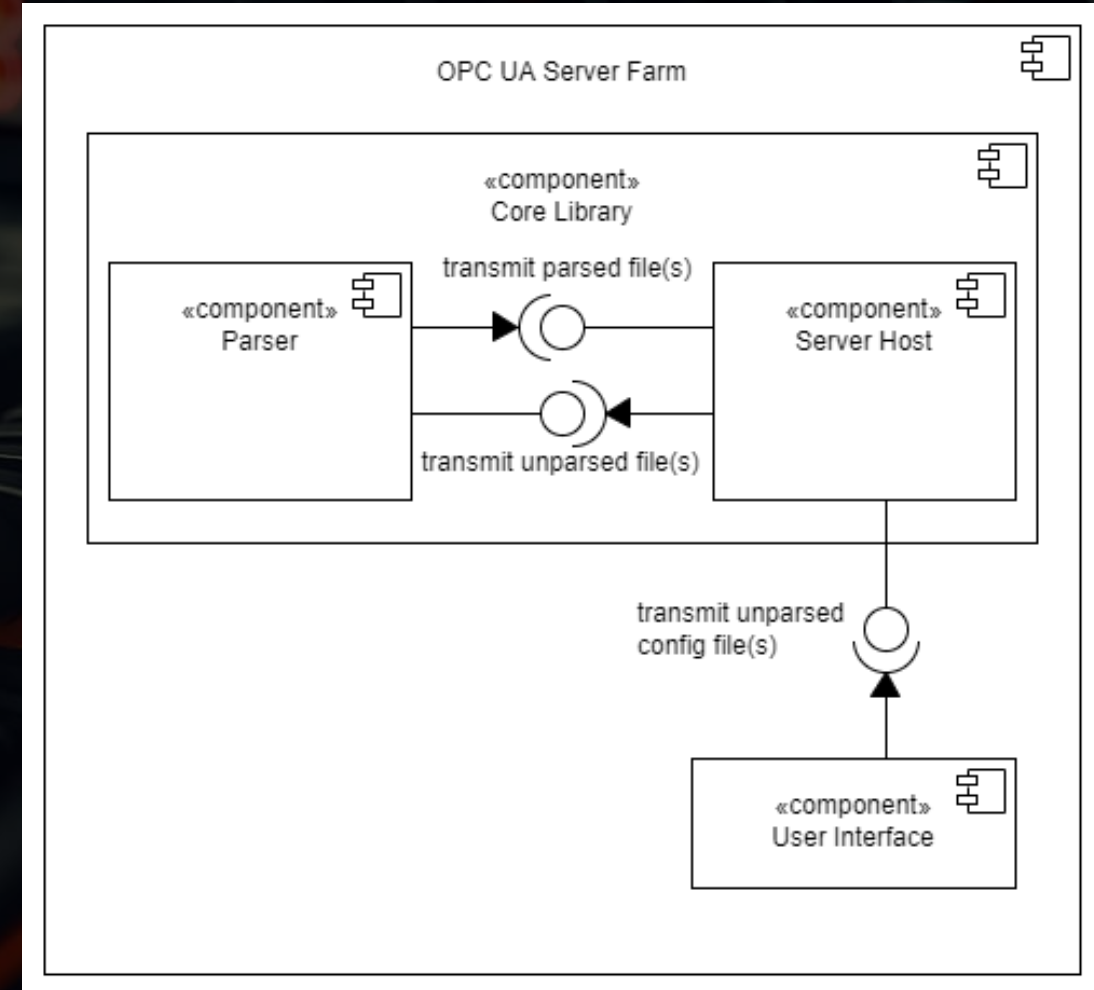 OPC UA Server Farm
«component»
Core Library
transmit parsed file(s)
«component»
Parser
«component»
Server Host
transmit unparsed file(s)
transmit unparsed
config file(s)
«component»
User Interface